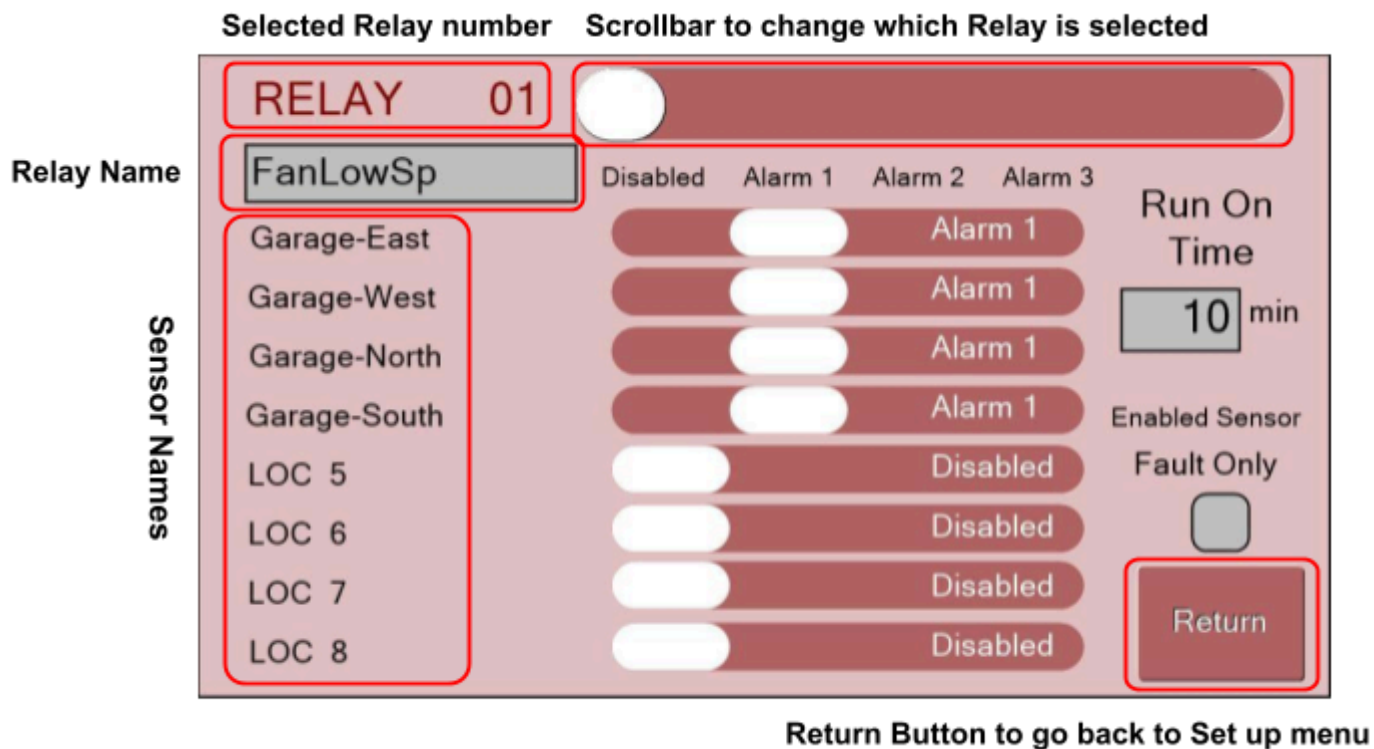 Selected Relay number
Scrollbar to change which Relay is selected
RELAY 01
Relay Name
FanLowSp
Disabled Alarm 1 Alarm 2 Alarm 3
Sensor Names
Garage-East
Alarm 1
Garage-West
Alarm 1
Garage-North
Alarm 1
Garage-South
Alarm 1
LOC 5
Disabled
LOC 6
Disabled
LOC 7
Disabled
LOC 8
Disabled
Run On
Time
10 min
Enabled Sensor
Fault Only
Return
Return Button to go back to Set up menu